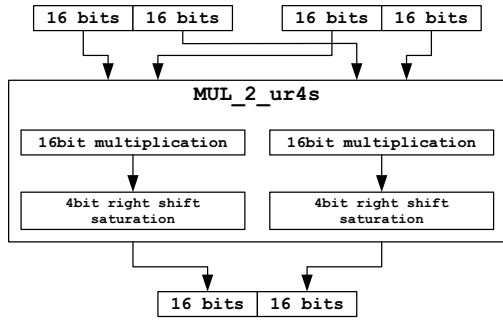 16 bits 16 bits 16 bits 16 bits
MUL_2_ur4s
16bit multiplication 16bit multiplication
4bit right shift 4bit right shift
saturation saturation
16 bits 16 bits